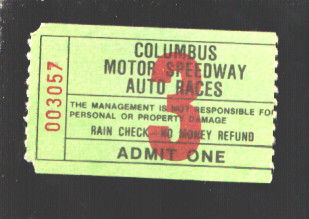 003057
COLUMBUS
MOTOR SPEEDWAY
AUTO RACES
3
THE MANAGEMENT IS NOT RESPONSIBLE FOR
PERSONAL OR PROPERTY DAMAGE
RAIN CHECK—NO MONEY REFUND
ADMIT ONE